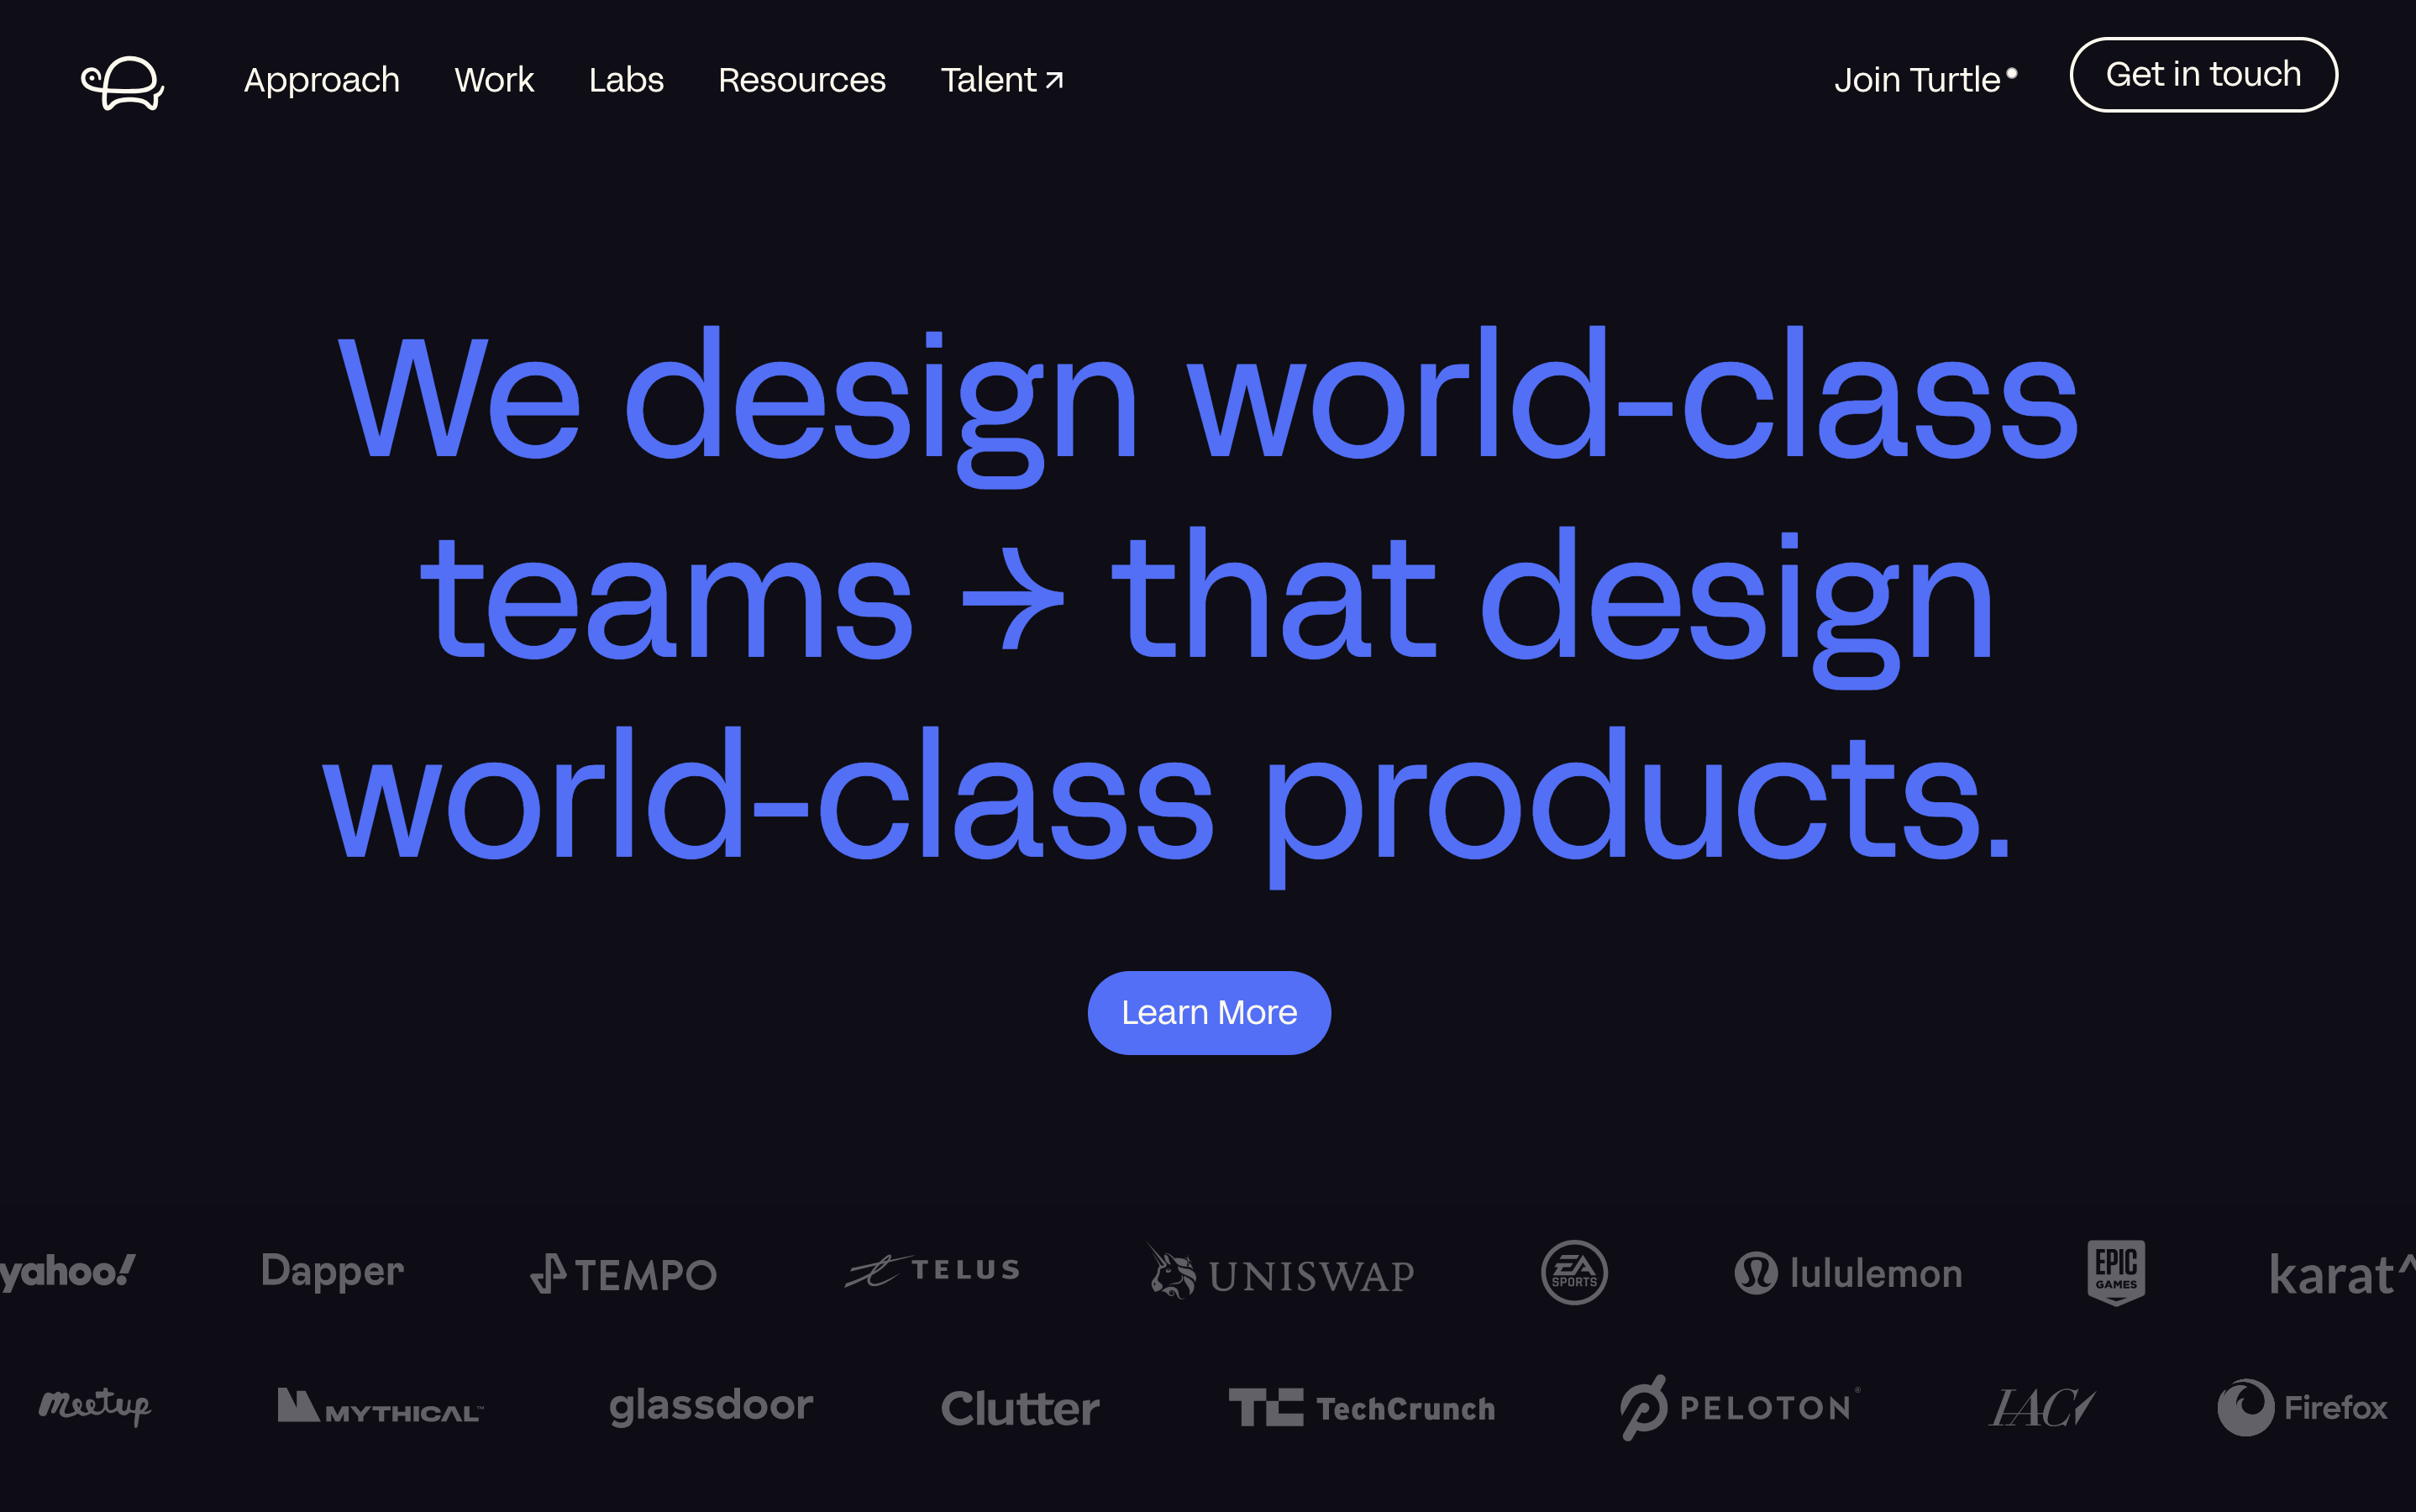 Approach Work Labs Resources Talent ↗ Join Turtle Get in touch
We design world-class
teams → that design
world-class products.
Learn More
yahoo! Dapper TEMPO TELUS UNISWAP EA SPORTS lululemon EPIC GAMES karat^
meetup MYTHICAL™ glassdoor Clutter TC TechCrunch PELOTON® IAC Firefox